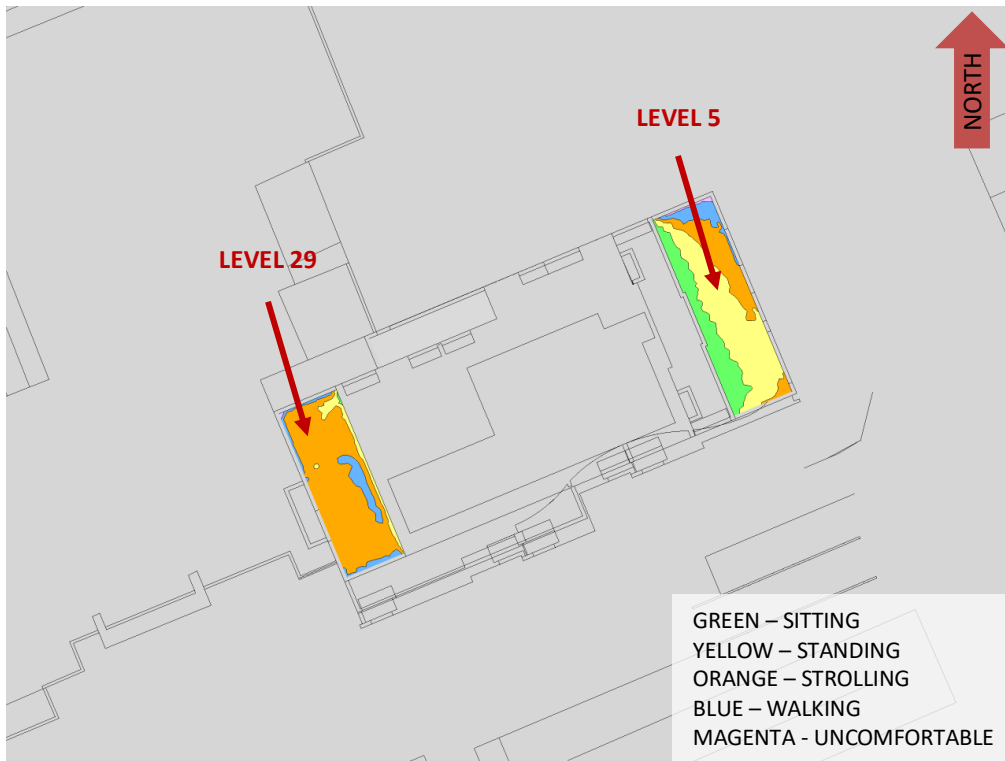 NORTH
LEVEL 5
LEVEL 29
GREEN – SITTING
YELLOW – STANDING
ORANGE – STROLLING
BLUE – WALKING
MAGENTA - UNCOMFORTABLE